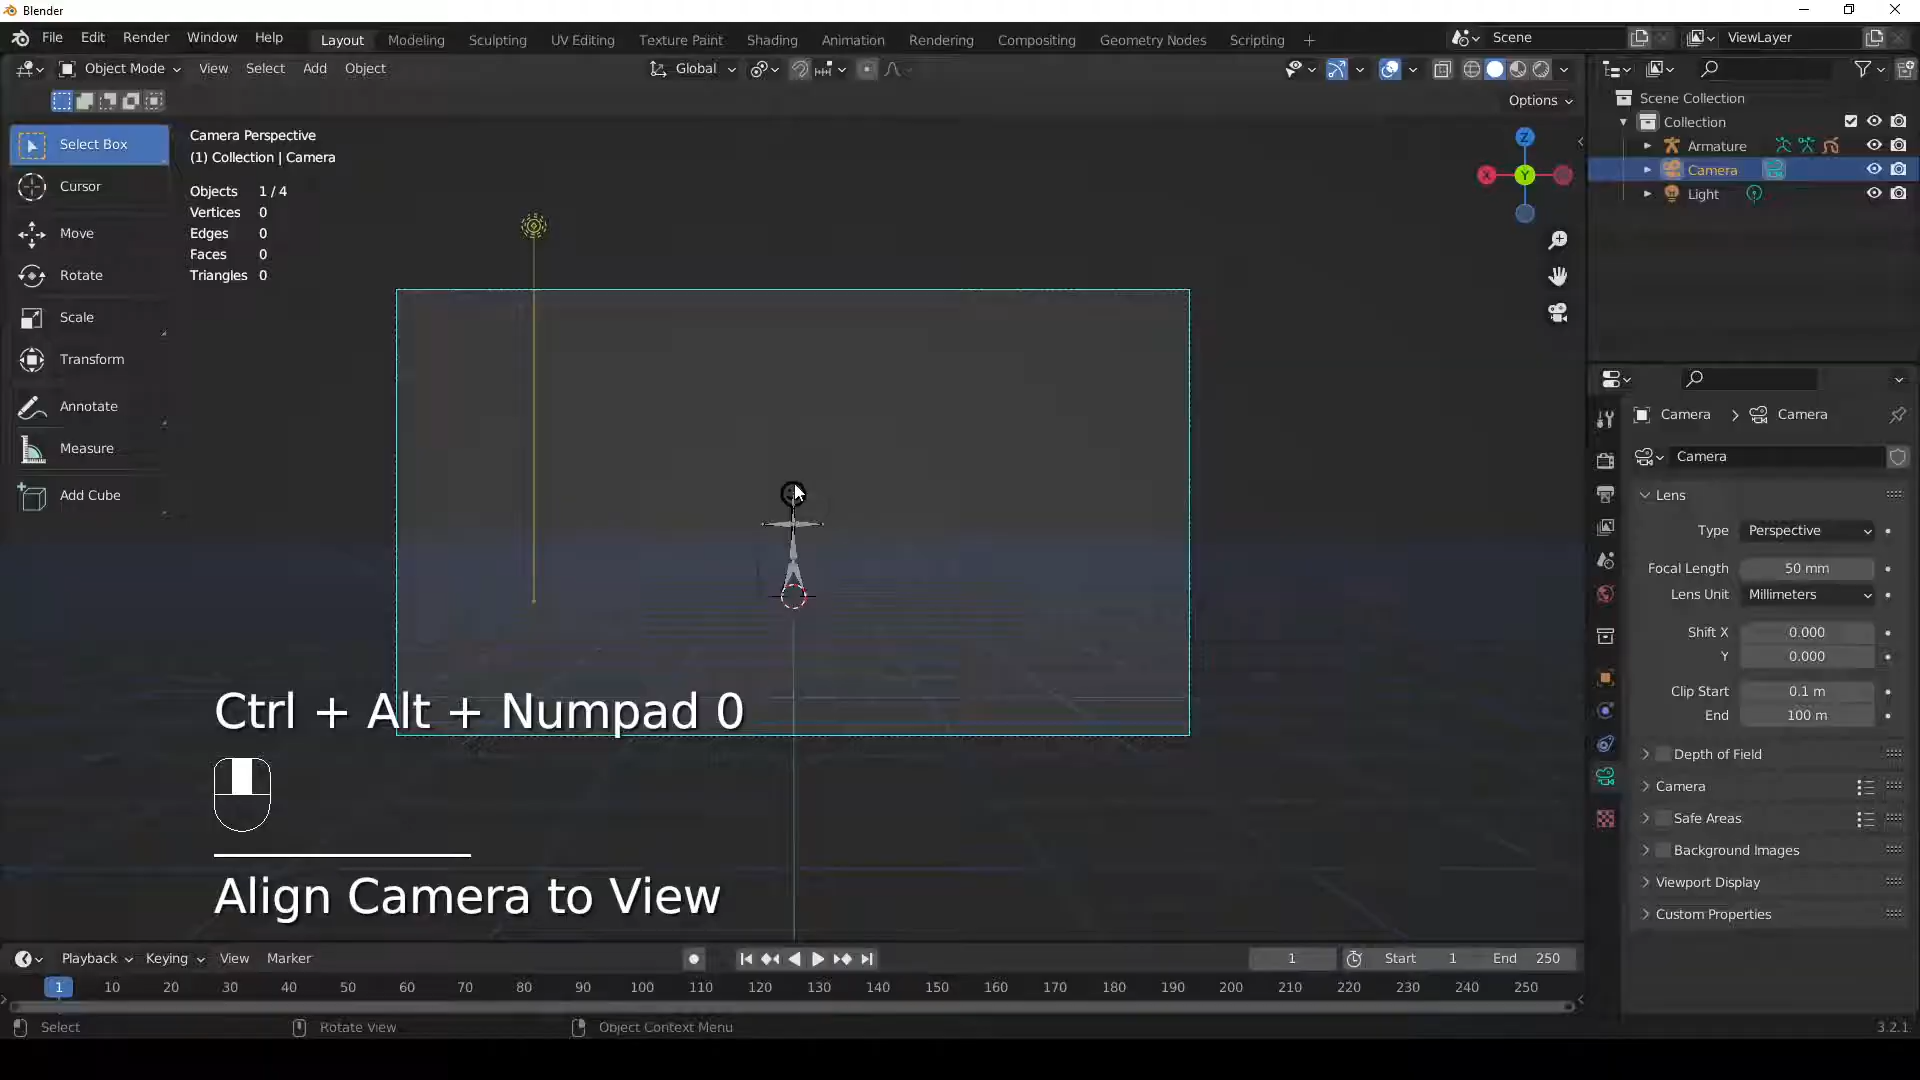 Blender
File Edit Render Window Help Layout Modeling Sculpting UV Editing Texture Paint Shading Animation Rendering Compositing Geometry Nodes Scripting + Scene ViewLayer
Object Mode View Select Add Object Global
Options
Select Box
Cursor
Move
Rotate
Scale
Transform
Annotate
Measure
Add Cube
Camera Perspective
(1) Collection | Camera
Objects 1 / 4
Vertices 0
Edges 0
Faces 0
Triangles 0
Z
X
Y
Scene Collection
Collection
Armature
Camera
Light
Camera > Camera
Camera
Lens
Type Perspective
Focal Length 50 mm
Lens Unit Millimeters
Shift X 0.000
Y 0.000
Clip Start 0.1 m
End 100 m
Depth of Field
Camera
Safe Areas
Background Images
Viewport Display
Custom Properties
Ctrl + Alt + Numpad 0
Align Camera to View
Playback Keying View Marker 1 Start 1 End 250
1 10 20 30 40 50 60 70 80 90 100 110 120 130 140 150 160 170 180 190 200 210 220 230 240 250
Select Rotate View Object Context Menu 3.2.1